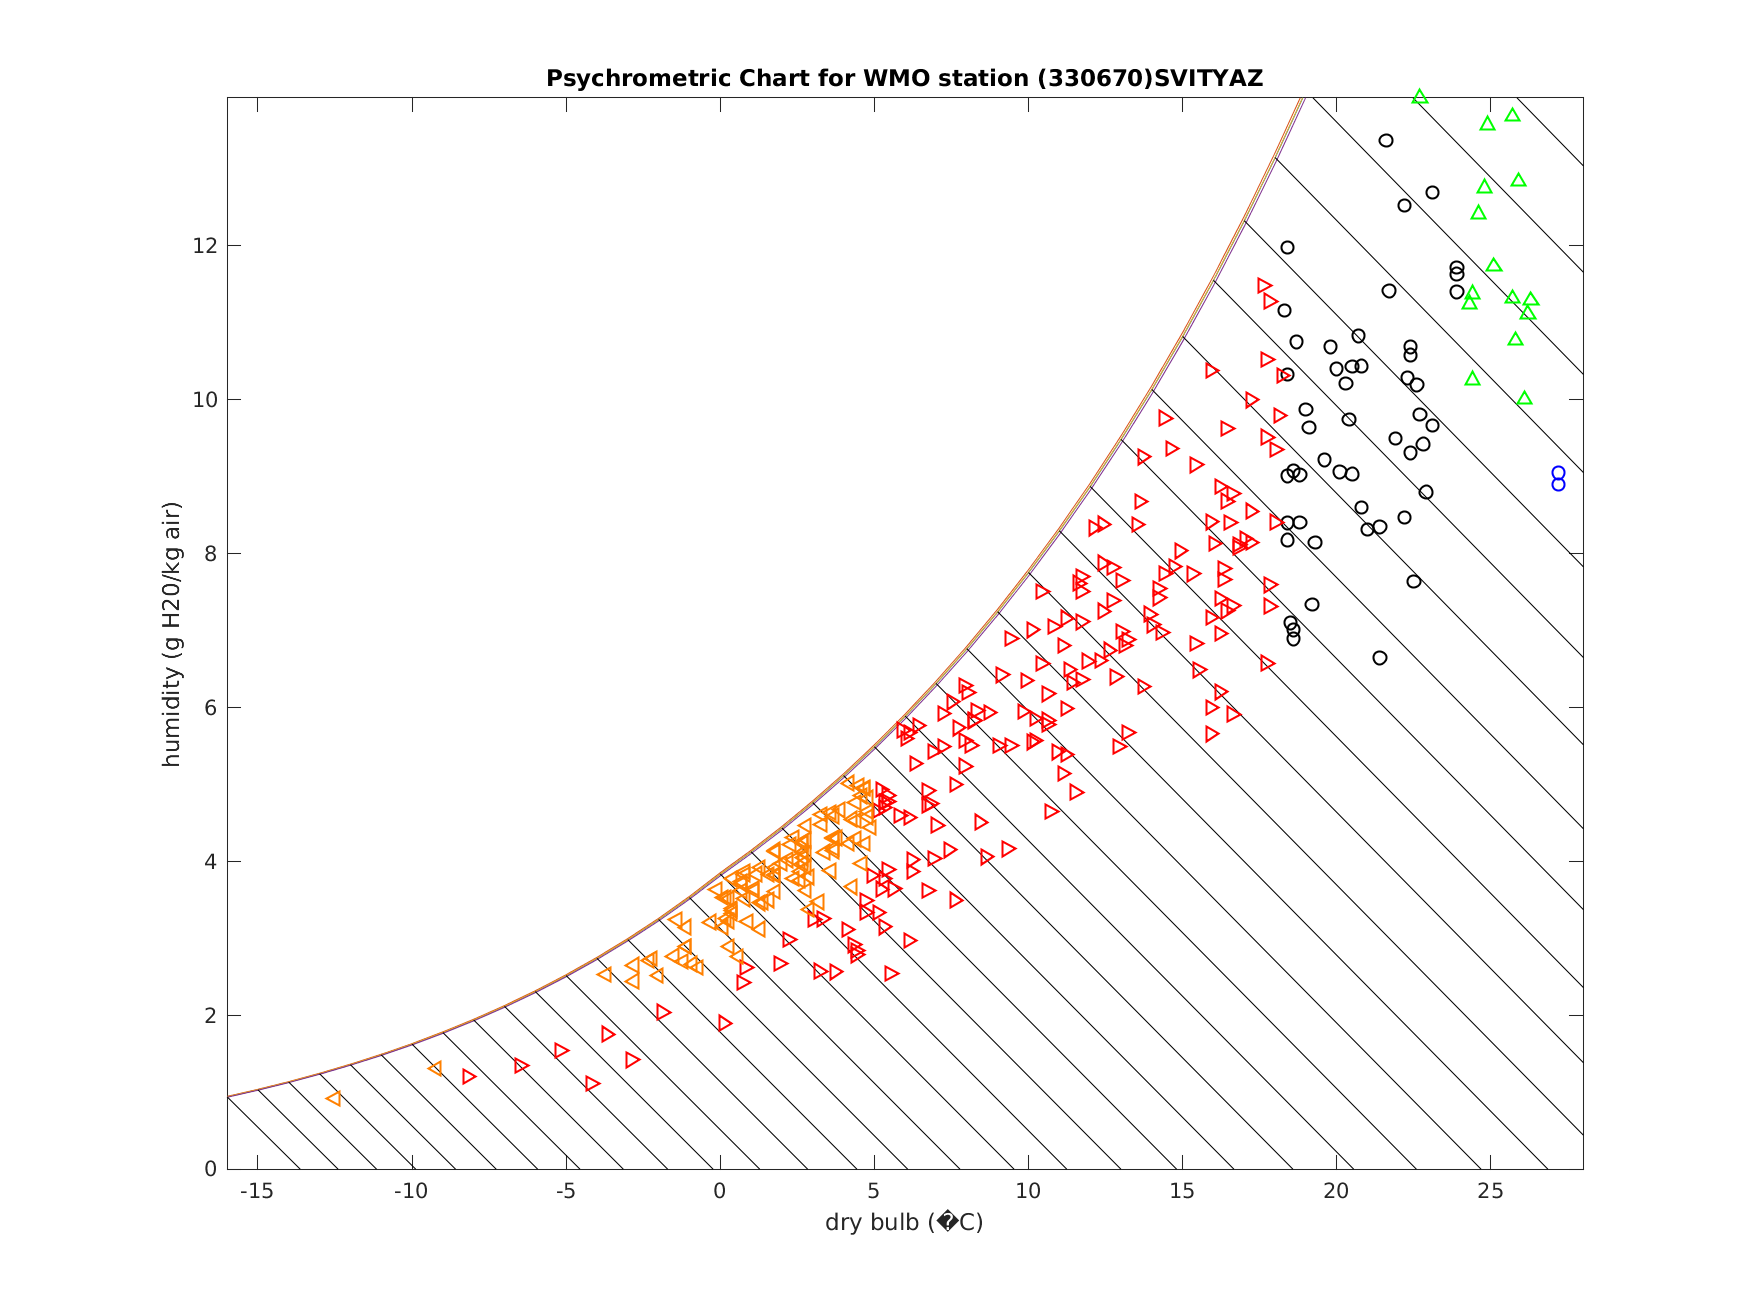 Psychrometric Chart for WMO station (330670)SVITYAZ
humidity (g H20/kg air)
12
10
8
6
4
2
0
-15 -10 -5 0 5 10 15 20 25
dry bulb (�C)